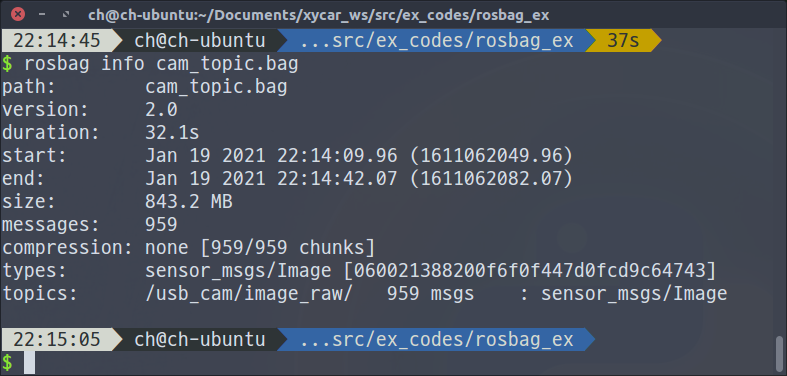 ch@ch-ubuntu:~/Documents/xycar_ws/src/ex_codes/rosbag_ex
22:14:45 ch@ch-ubuntu ...src/ex_codes/rosbag_ex 37s
$ rosbag info cam_topic.bag
path:        cam_topic.bag
version:     2.0
duration:    32.1s
start:       Jan 19 2021 22:14:09.96 (1611062049.96)
end:         Jan 19 2021 22:14:42.07 (1611062082.07)
size:        843.2 MB
messages:    959
compression: none [959/959 chunks]
types:       sensor_msgs/Image [060021388200f6f0f447d0fcd9c64743]
topics:      /usb_cam/image_raw/   959 msgs    : sensor_msgs/Image
22:15:05 ch@ch-ubuntu ...src/ex_codes/rosbag_ex
$